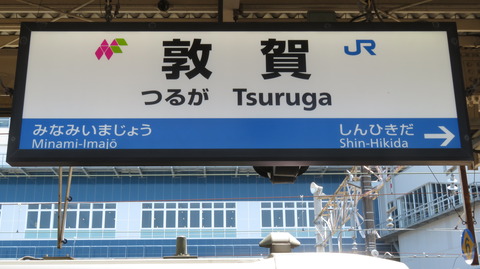 敦賀
JR
つるが Tsuruga
みなみいまじょう しんひきだ
Minami-Imajō Shin-Hikida